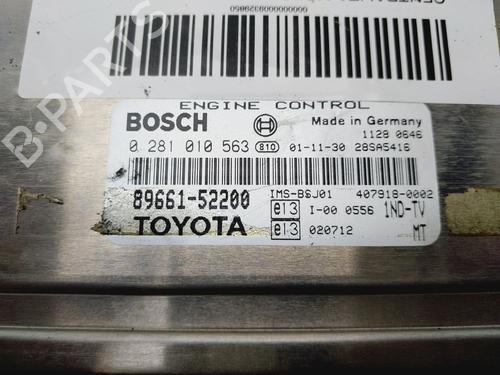 B-PARTS
ENGINE CONTROL
BOSCH
Made in Germany
1128 0646
0 281 010 563 810 01-11-30 28SA5416
89661-52200
IMS-B$J01 407918-0002
e13 I-00 0556 1ND-TV
TOYOTA
e13 020712 MT